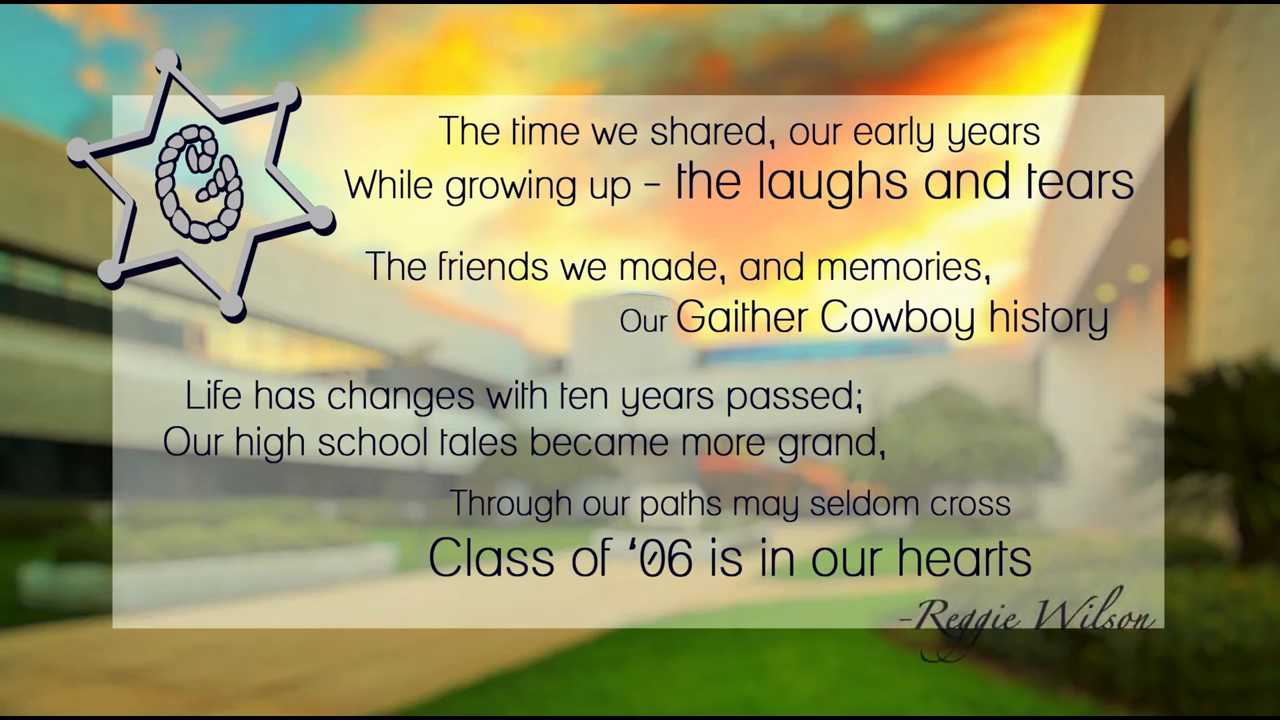 G
The time we shared, our early years
While growing up - the laughs and tears
The friends we made, and memories,
Our Gaither Cowboy history
Life has changes with ten years passed;
Our high school tales became more grand,
Through our paths may seldom cross
Class of ‘06 is in our hearts
-Reggie Wilson